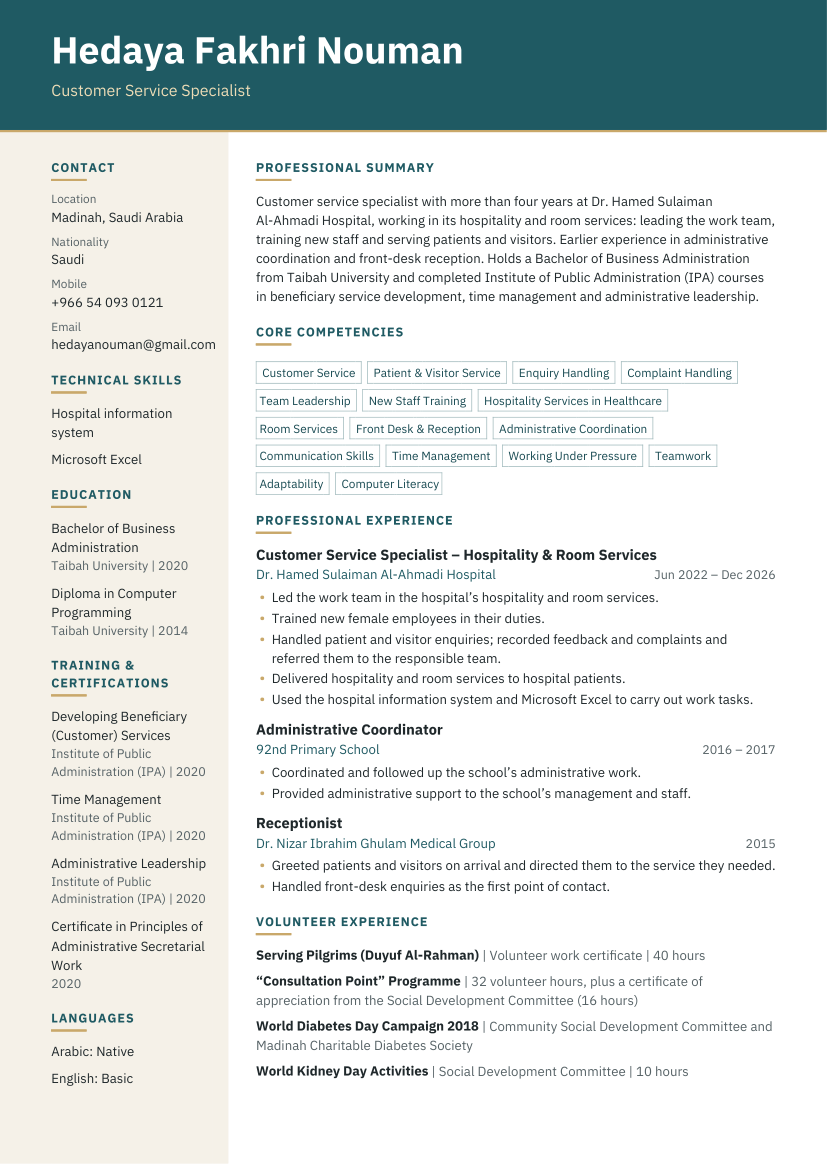 Hedaya Fakhri Nouman
Customer Service Specialist
CONTACT
Location
Madinah, Saudi Arabia
Nationality
Saudi
Mobile
+966 54 093 0121
Email
hedayanouman@gmail.com
TECHNICAL SKILLS
Hospital information
system
Microsoft Excel
EDUCATION
Bachelor of Business
Administration
Taibah University | 2020
Diploma in Computer
Programming
Taibah University | 2014
TRAINING &
CERTIFICATIONS
Developing Beneficiary
(Customer) Services
Institute of Public
Administration (IPA) | 2020
Time Management
Institute of Public
Administration (IPA) | 2020
Administrative Leadership
Institute of Public
Administration (IPA) | 2020
Certificate in Principles of
Administrative Secretarial
Work
2020
LANGUAGES
Arabic: Native
English: Basic
PROFESSIONAL SUMMARY
Customer service specialist with more than four years at Dr. Hamed Sulaiman
Al-Ahmadi Hospital, working in its hospitality and room services: leading the work team,
training new staff and serving patients and visitors. Earlier experience in administrative
coordination and front-desk reception. Holds a Bachelor of Business Administration
from Taibah University and completed Institute of Public Administration (IPA) courses
in beneficiary service development, time management and administrative leadership.
CORE COMPETENCIES
Customer Service Patient & Visitor Service Enquiry Handling Complaint Handling
Team Leadership New Staff Training Hospitality Services in Healthcare
Room Services Front Desk & Reception Administrative Coordination
Communication Skills Time Management Working Under Pressure Teamwork
Adaptability Computer Literacy
PROFESSIONAL EXPERIENCE
Customer Service Specialist – Hospitality & Room Services
Dr. Hamed Sulaiman Al-Ahmadi Hospital Jun 2022 – Dec 2026
• Led the work team in the hospital’s hospitality and room services.
• Trained new female employees in their duties.
• Handled patient and visitor enquiries; recorded feedback and complaints and
referred them to the responsible team.
• Delivered hospitality and room services to hospital patients.
• Used the hospital information system and Microsoft Excel to carry out work tasks.
Administrative Coordinator
92nd Primary School 2016 – 2017
• Coordinated and followed up the school’s administrative work.
• Provided administrative support to the school’s management and staff.
Receptionist
Dr. Nizar Ibrahim Ghulam Medical Group 2015
• Greeted patients and visitors on arrival and directed them to the service they needed.
• Handled front-desk enquiries as the first point of contact.
VOLUNTEER EXPERIENCE
Serving Pilgrims (Duyuf Al-Rahman) | Volunteer work certificate | 40 hours
“Consultation Point” Programme | 32 volunteer hours, plus a certificate of
appreciation from the Social Development Committee (16 hours)
World Diabetes Day Campaign 2018 | Community Social Development Committee and
Madinah Charitable Diabetes Society
World Kidney Day Activities | Social Development Committee | 10 hours